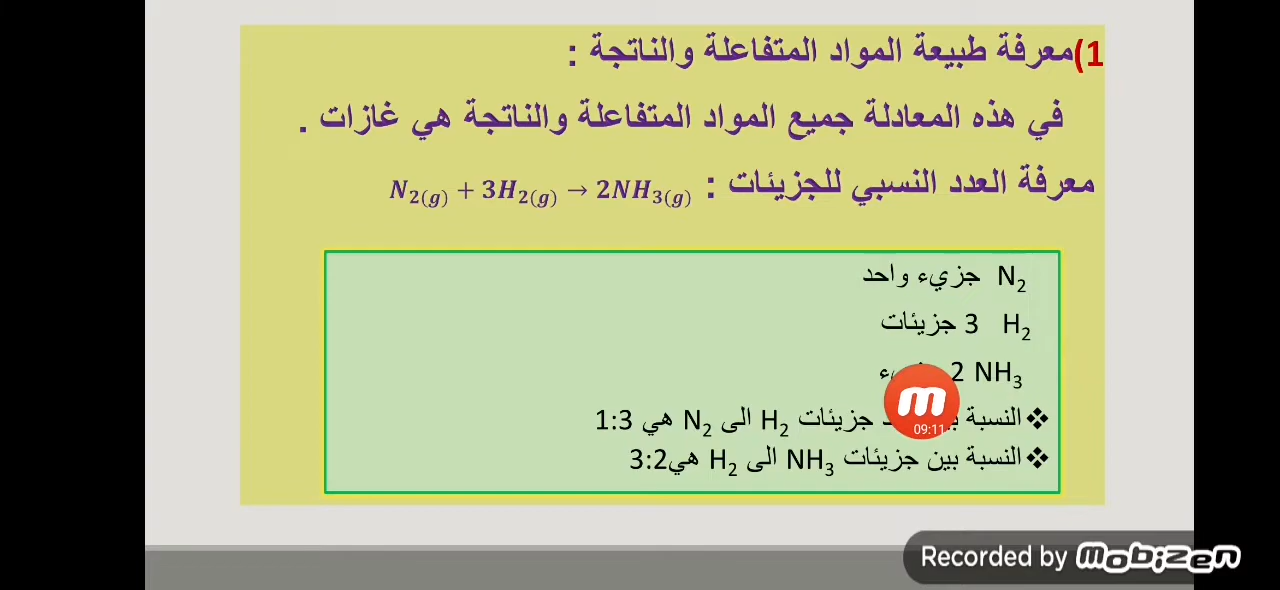 1)معرفة طبيعة المواد المتفاعلة والناتجة :
في هذه المعادلة جميع المواد المتفاعلة والناتجة هي غازات .
معرفة العدد النسبي للجزيئات : N₂(g) + 3H₂(g) → 2NH₃(g)
N₂ جزيء واحد
H₂ 3 جزيئات
NH₃ 2
❖ النسبة جزيئات H₂ الى N₂ هي 1:3
❖ النسبة بين جزيئات NH₃ الى H₂ هي3:2
09:11
Recorded by mobizen